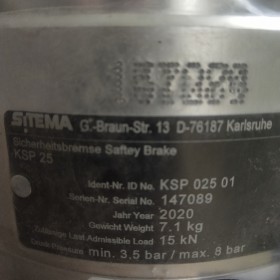 SITEMA G.-Braun-Str. 13 D-76187 Karlsruhe
Sicherheitsbremse Saftey Brake
KSP 25
Ident-Nr. ID No. KSP 025 01
Serien-Nr. Serial No. 147089
Jahr Year 2020
Gewicht Weight 7.1 kg
Zulässige Last Admissible Load 15 kN
Druck Pressure min. 3,5 bar / max. 8 bar